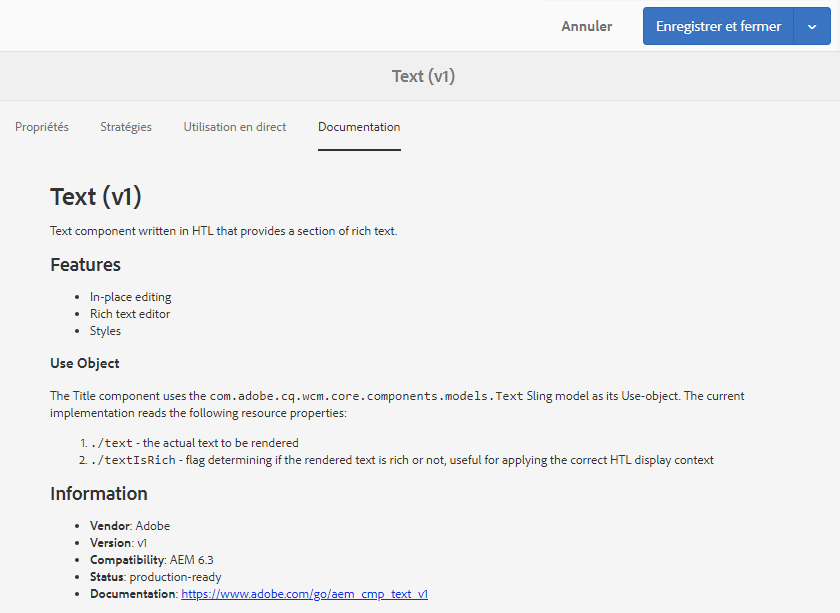 Annuler
Enregistrer et fermer
Text (v1)
Propriétés Stratégies Utilisation en direct Documentation
Text (v1)
Text component written in HTL that provides a section of rich text.
Features
• In-place editing
• Rich text editor
• Styles
Use Object
The Title component uses the com.adobe.cq.wcm.core.components.models.Text Sling model as its Use-object. The current
implementation reads the following resource properties:
1. ./text - the actual text to be rendered
2. ./textIsRich - flag determining if the rendered text is rich or not, useful for applying the correct HTL display context
Information
• Vendor: Adobe
• Version: v1
• Compatibility: AEM 6.3
• Status: production-ready
• Documentation: https://www.adobe.com/go/aem_cmp_text_v1